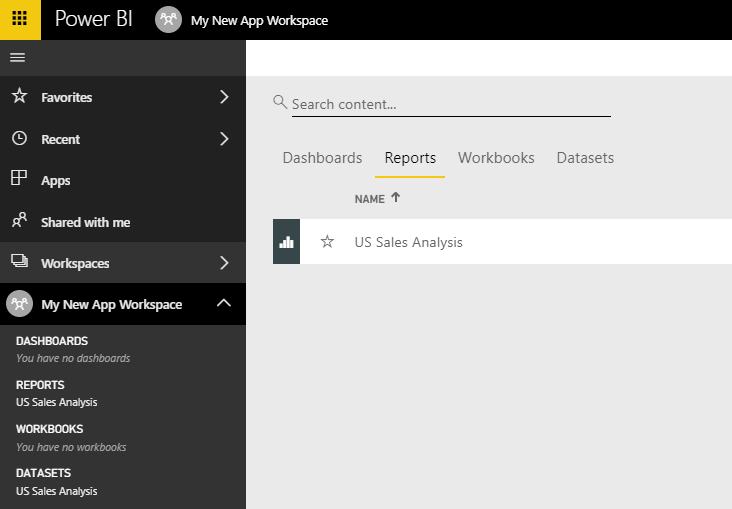 Power BI
My New App Workspace
Favorites
Recent
Apps
Shared with me
Workspaces
My New App Workspace
DASHBOARDS
You have no dashboards
REPORTS
US Sales Analysis
WORKBOOKS
You have no workbooks
DATASETS
US Sales Analysis
Search content...
Dashboards Reports Workbooks Datasets
NAME
US Sales Analysis